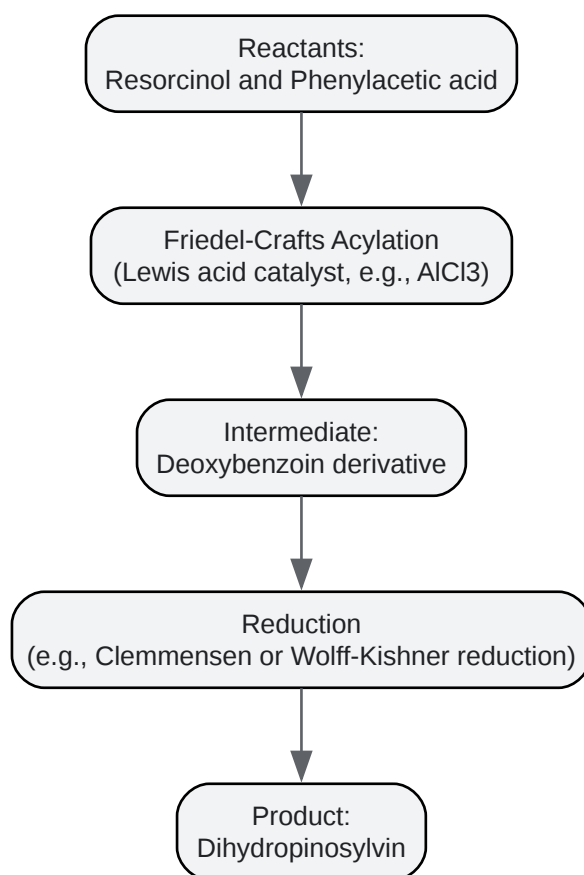 Reactants:
Resorcinol and Phenylacetic acid
Friedel-Crafts Acylation
(Lewis acid catalyst, e.g., AlCl3)
Intermediate:
Deoxybenzoin derivative
Reduction
(e.g., Clemmensen or Wolff-Kishner reduction)
Product:
Dihydropinosylvin